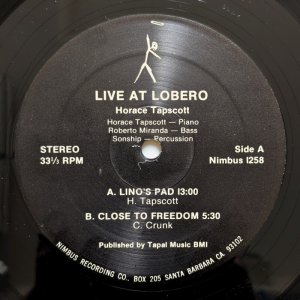 LIVE AT LOBERO
Horace Tapscott
Horace Tapscott — Piano
Roberto Miranda — Bass
Sonship — Percussion
STEREO
33⅓ RPM
Side A
Nimbus I258
A. LINO'S PAD I3:00
H. Tapscott
B. CLOSE TO FREEDOM 5:30
C. Crunk
Published by Tapal Music BMI
NIMBUS RECORDING CO. BOX 205 SANTA BARBARA CA. 93102